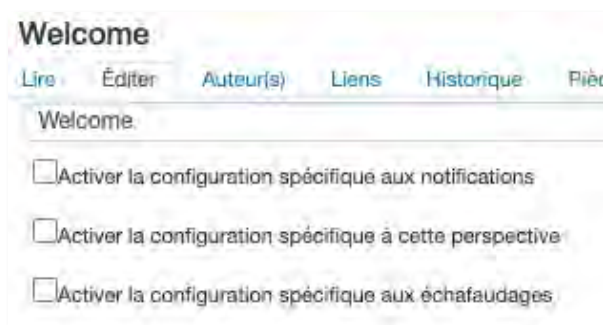 Welcome
Lire Éditer Auteur(s) Liens Historique Pièc
Welcome
Activer la configuration spécifique aux notifications
Activer la configuration spécifique à cette perspective
Activer la configuration spécifique aux échafaudages